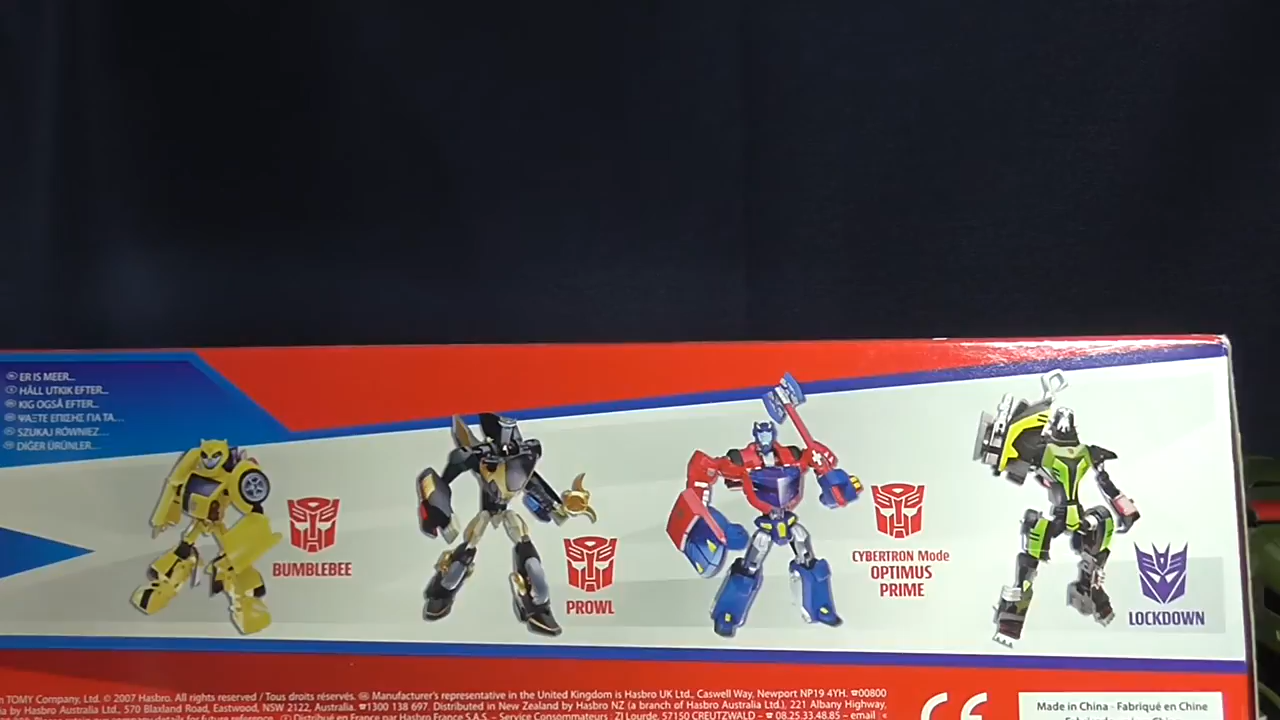 ER IS MEER...
HÅLL UTKIK EFTER...
KIG OGSÅ EFTER...
ΨΑΞΤΕ ΕΠΙΣΗΣ ΓΙΑ ΤΑ...
SZUKAJ RÓWNIEŻ...
DİĞER ÜRÜNLER...
BUMBLEBEE
PROWL
CYBERTRON Mode
OPTIMUS
PRIME
LOCKDOWN
TOMY Company, Ltd. © 2007 Hasbro. All rights reserved / Tous droits réservés. Manufacturer's representative in the United Kingdom is Hasbro UK Ltd., Caswell Way, Newport NP19 4YH. ☎00800
by Hasbro Australia Ltd., 570 Blaxland Road, Eastwood, NSW 2122, Australia. ☎1300 138 697. Distributed in New Zealand by Hasbro NZ (a branch of Hasbro Australia Ltd.), 221 Albany Highway,
Distribué en France par Hasbro France S.A.S. – Service Consommateurs : ZI Lourde, 57150 CREUTZWALD – ☎ 08.25.33.48.85 – email :
CE
Made in China · Fabriqué en Chine